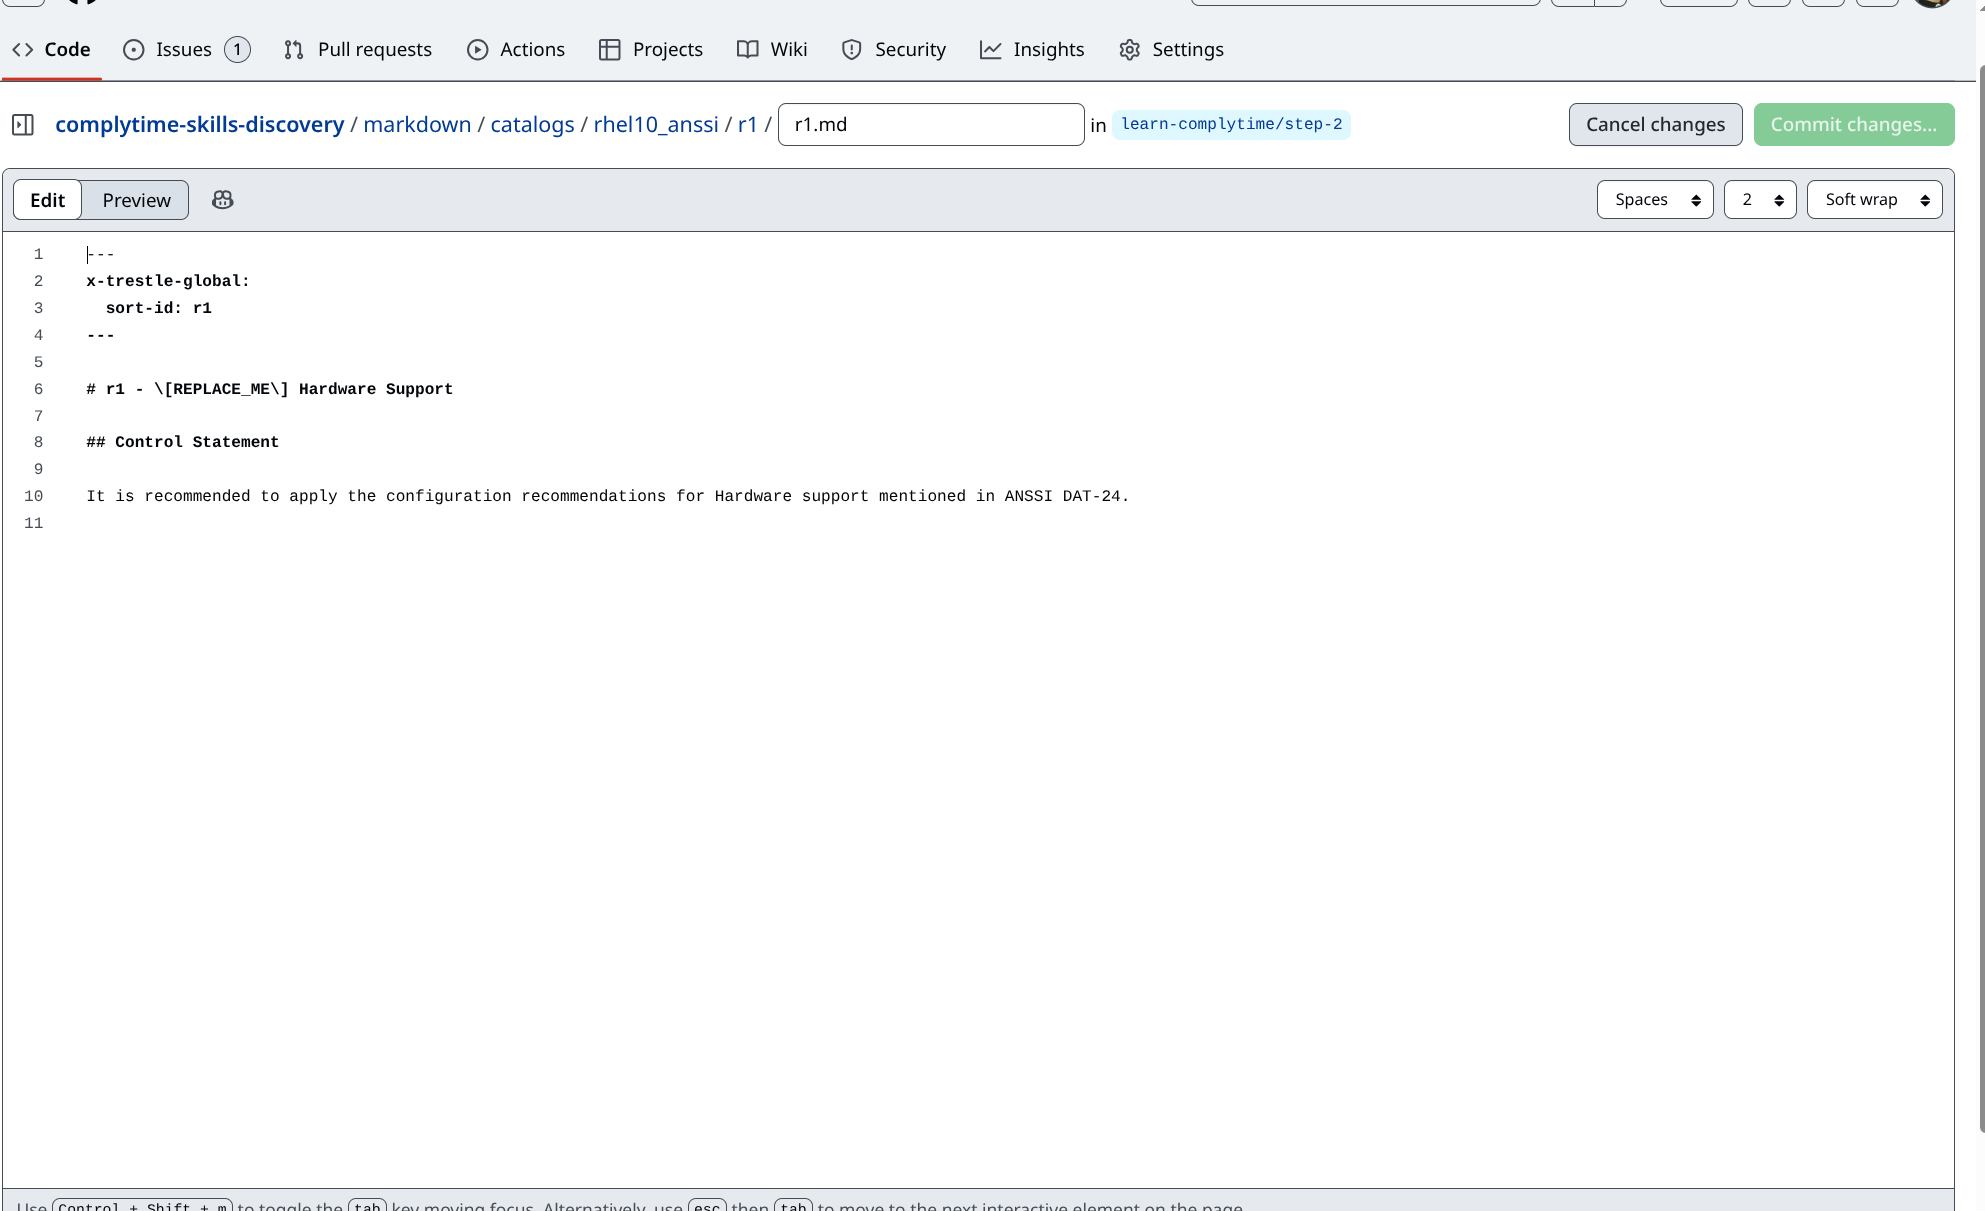 Code Issues 1 Pull requests Actions Projects Wiki Security Insights Settings
complytime-skills-discovery / markdown / catalogs / rhel10_anssi / r1 / r1.md in learn-complytime/step-2 Cancel changes Commit changes...
Edit Preview Spaces 2 Soft wrap
1 ---
2 x-trestle-global:
3   sort-id: r1
4 ---
5
6 # r1 - \[REPLACE_ME\] Hardware Support
7
8 ## Control Statement
9
10 It is recommended to apply the configuration recommendations for Hardware support mentioned in ANSSI DAT-24.
11
Use Control + Shift + m to toggle the tab key moving focus. Alternatively, use esc then tab to move to the next interactive element on the page.